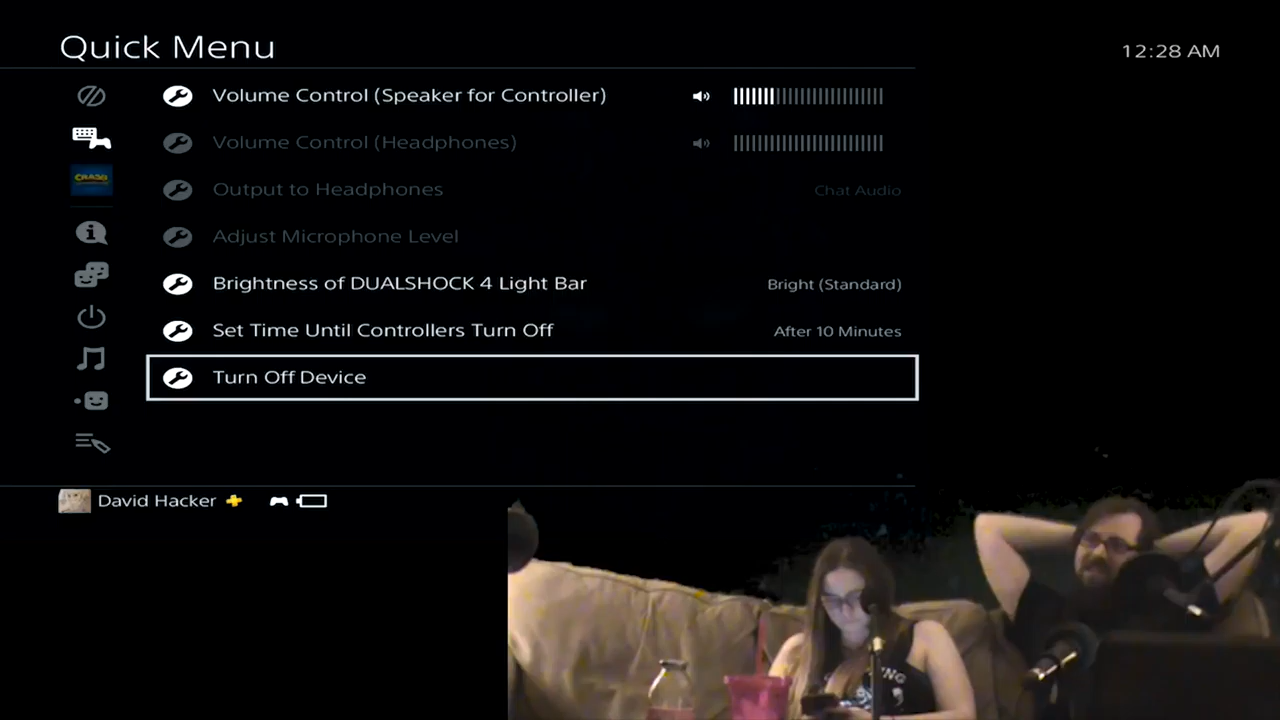 Quick Menu
12:28 AM
Volume Control (Speaker for Controller)
Volume Control (Headphones)
CRASH
Output to Headphones Chat Audio
Adjust Microphone Level
Brightness of DUALSHOCK 4 Light Bar Bright (Standard)
Set Time Until Controllers Turn Off After 10 Minutes
Turn Off Device
David Hacker